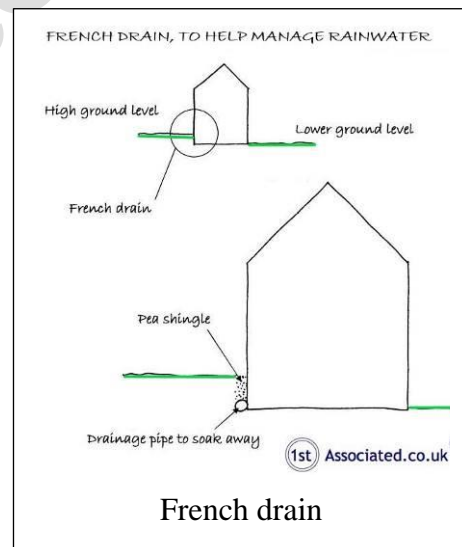 FRENCH DRAIN, TO HELP MANAGE RAINWATER
High ground level
Lower ground level
French drain
Pea shingle
Drainage pipe to soak away
1st Associated.co.uk
French drain